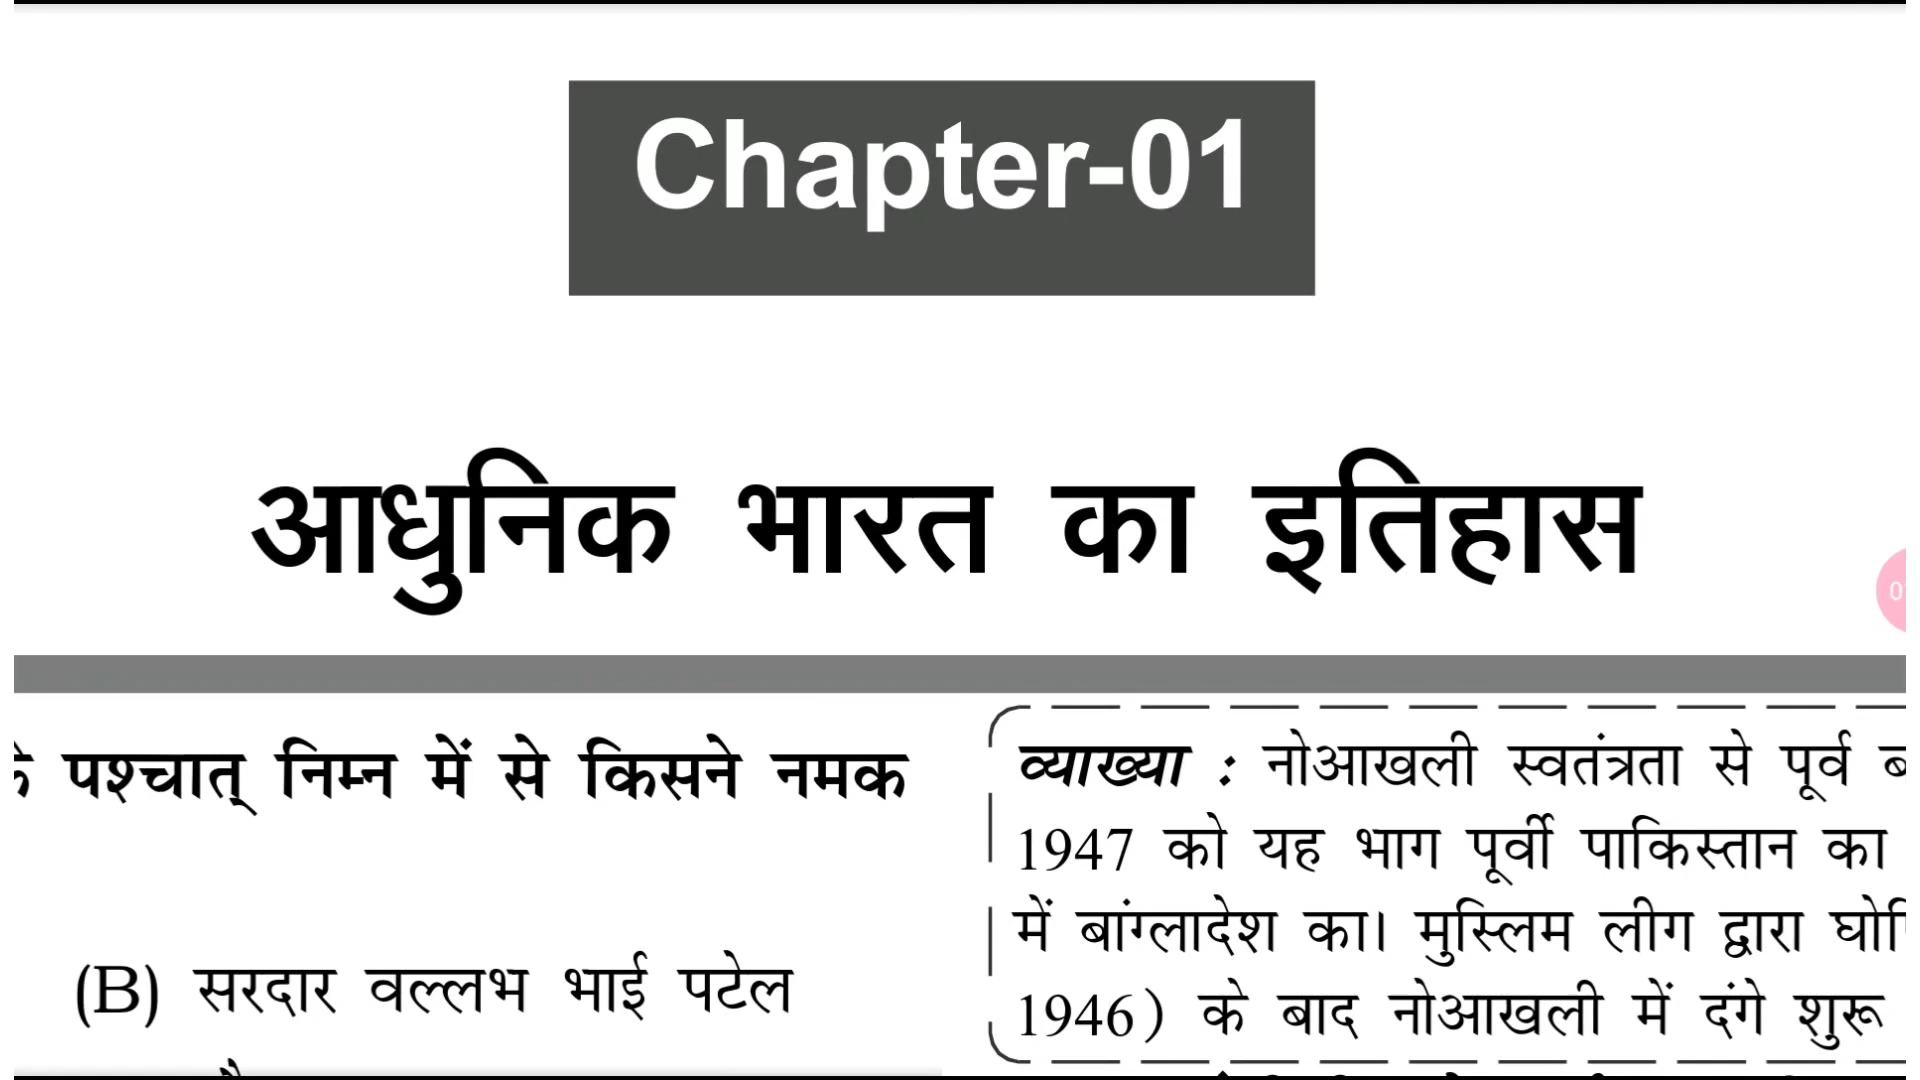 Chapter-01
आधुनिक भारत का इतिहास
पश्चात् निम्न में से किसने नमक
(B) सरदार वल्लभ भाई पटेल
व्याख्या : नोआखली स्वतंत्रता से पूर्व
1947 को यह भाग पूर्वी पाकिस्तान का
में बांग्लादेश का। मुस्लिम लीग द्वारा
1946) के बाद नोआखली में दंगे शुरू